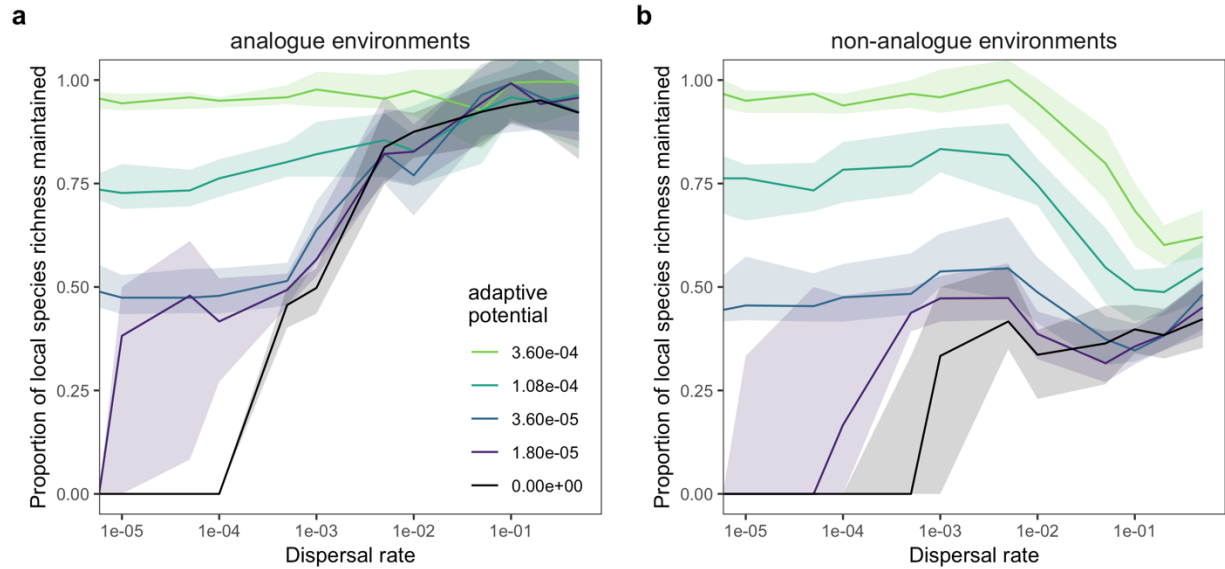 a
analogue environments
Proportion of local species richness maintained
1.00
0.75
0.50
0.25
0.00
adaptive
potential
3.60e-04
1.08e-04
3.60e-05
1.80e-05
0.00e+00
1e-05 1e-04 1e-03 1e-02 1e-01
Dispersal rate
b
non-analogue environments
Proportion of local species richness maintained
1.00
0.75
0.50
0.25
0.00
1e-05 1e-04 1e-03 1e-02 1e-01
Dispersal rate